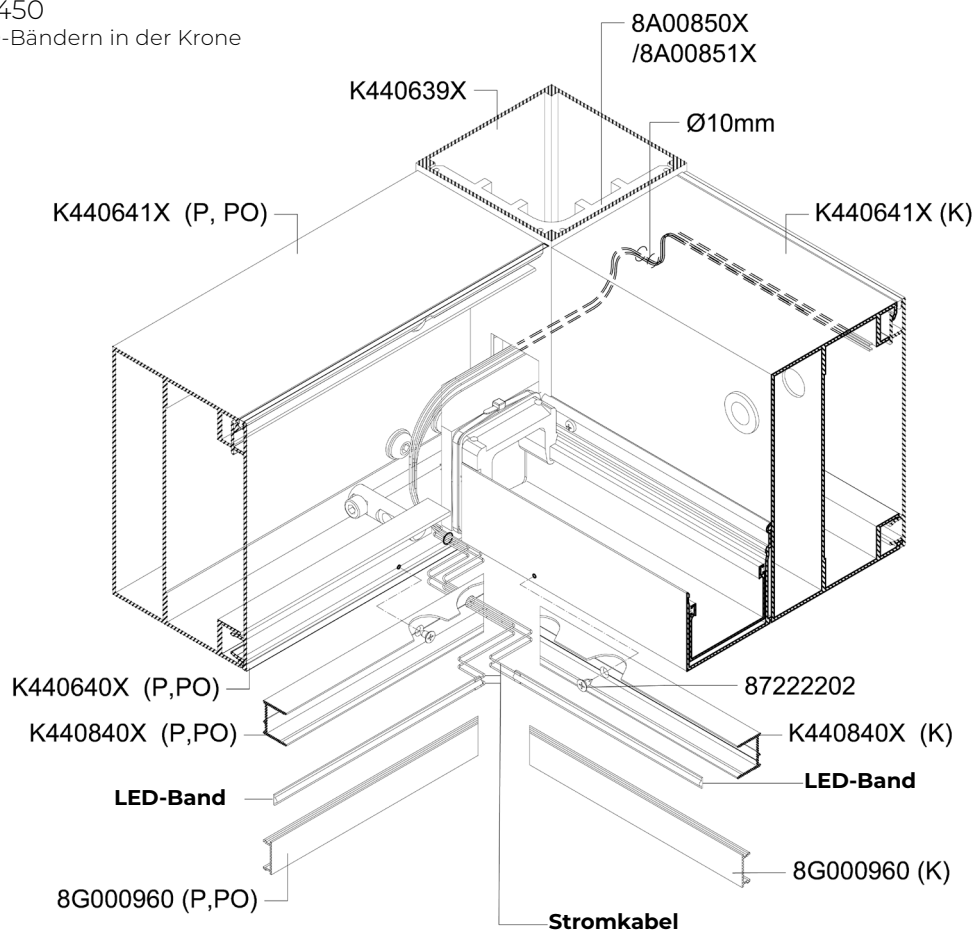 450
-Bändern in der Krone
8A00850X
/8A00851X
K440639X
Ø10mm
K440641X (P, PO)
K440641X (K)
K440640X (P,PO)
87222202
K440840X (P,PO)
K440840X (K)
LED-Band
LED-Band
8G000960 (K)
8G000960 (P,PO)
Stromkabel